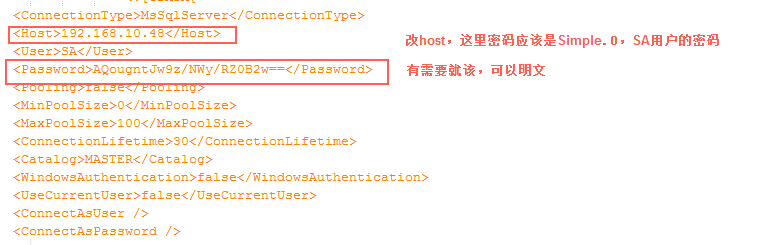 <ConnectionType>MsSqlServer</ConnectionType>
<Host>192.168.10.48</Host>
改host，这里密码应该是Simple.0，SA用户的密码
<User>SA</User>
<Password>AQougntJw9z/NWy/RZ0B2w==</Password>
有需要就该，可以明文
<Pooling>false</Pooling>
<MinPoolSize>0</MinPoolSize>
<MaxPoolSize>100</MaxPoolSize>
<ConnectionLifetime>30</ConnectionLifetime>
<Catalog>MASTER</Catalog>
<WindowsAuthentication>false</WindowsAuthentication>
<UseCurrentUser>false</UseCurrentUser>
<ConnectAsUser />
<ConnectAsPassword />